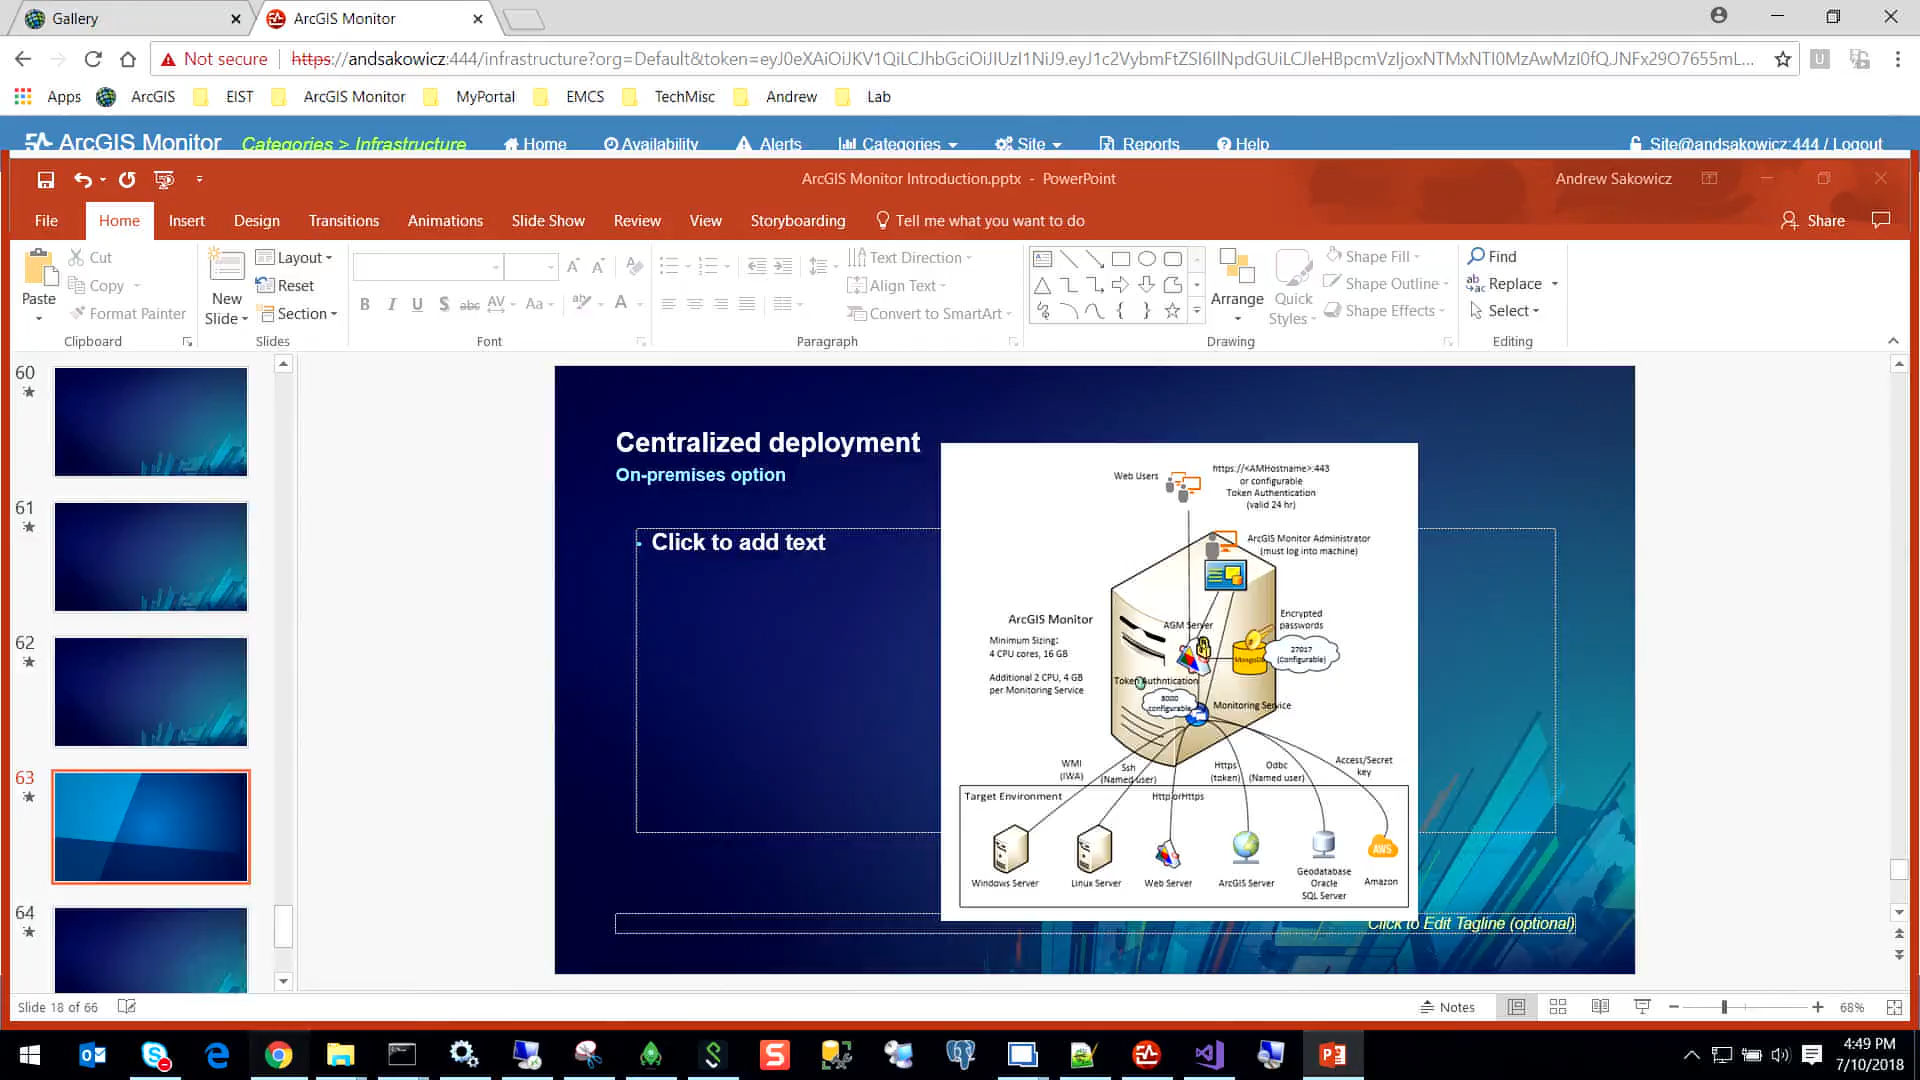 Gallery
ArcGIS Monitor
Not secure
https://andsakowicz:444/infrastructure?org=Default&token=
Apps
ArcGIS
EIST
ArcGIS Monitor
MyPortal
EMCS
TechMisc
Andrew
Lab
ArcGIS Monitor
Categories > Infrastructure
Home
Availability
Alerts
Categories
Site
Reports
Help
Site@andsakowicz:444 / Logout
ArcGIS Monitor Introduction.pptx - PowerPoint
Andrew Sakowicz
File
Home
Insert
Design
Transitions
Animations
Slide Show
Review
View
Storyboarding
Tell me what you want to do
Share
Paste
Cut
Copy
Format Painter
Clipboard
New
Slide
Layout
Reset
Section
Slides
Font
Text Direction
Align Text
Convert to SmartArt
Paragraph
Arrange
Quick
Styles
Shape Fill
Shape Outline
Shape Effects
Drawing
Find
Replace
Select
Editing
60
61
62
63
64
Centralized deployment
On-premises option
Click to add text
Web Users
https://<AMHostname>:443
or configurable
Token Authentication
(valid 24 hr)
ArcGIS Monitor Administrator
(must log into machine)
ArcGIS Monitor
Minimum Sizing:
4 CPU cores, 16 GB
Additional 2 CPU, 4 GB
per Monitoring Service
AGM Server
Encrypted
passwords
MongoDB
27017
(Configurable)
Token Authntication
8000
configurable
Monitoring Service
WMI
(IWA)
Ssh
(Named user)
Http orHttps
Https
(token)
Odbc
(Named user)
Access/Secret
key
Target Environment
Windows Server
Linux Server
Web Server
ArcGIS Server
Geodatabase
Oracle
SQL Server
AWS
Amazon
Click to Edit Tagline (optional)
Slide 18 of 66
Notes
68%
4:49 PM
7/10/2018